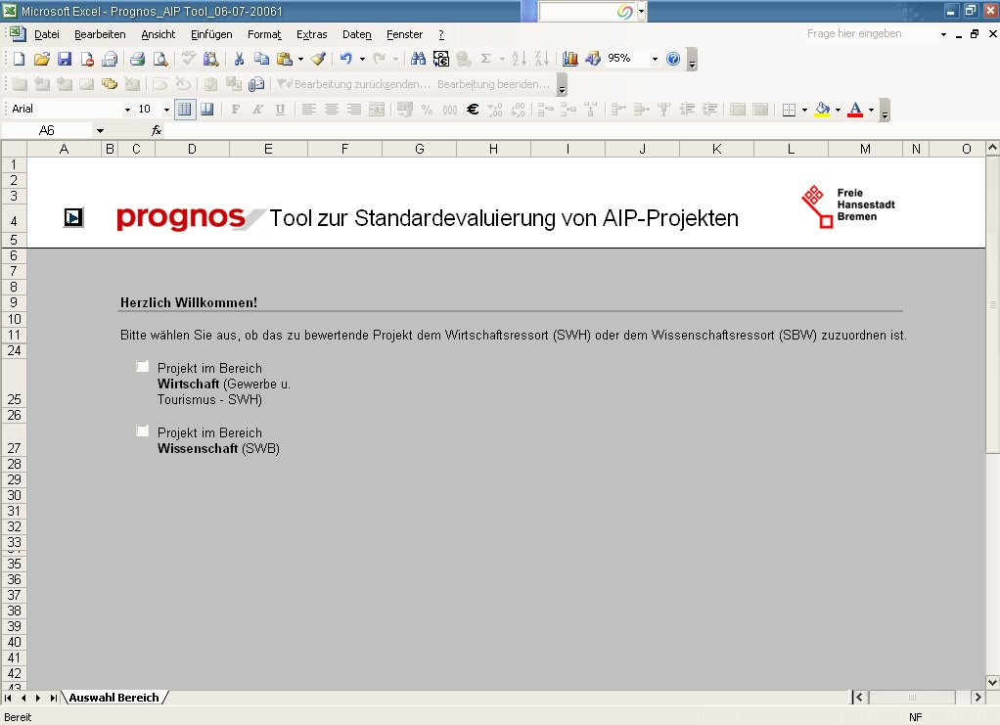 Microsoft Excel - Prognos_AIP Tool_06-07-20061
Datei Bearbeiten Ansicht Einfügen Format Extras Daten Fenster ? Frage hier eingeben
95%
Bearbeitung zurücksenden... Bearbeitung beenden...
Arial 10 F K U % 000 €
A6 fx
A B C D E F G H I J K L M N O
1
2
3
4
5
6
7
8
9
10
11
24
25
26
27
28
29
30
31
32
33
35
36
37
38
39
40
41
42
43
prognos Tool zur Standardevaluierung von AIP-Projekten
Freie
Hansestadt
Bremen
Herzlich Willkommen!
Bitte wählen Sie aus, ob das zu bewertende Projekt dem Wirtschaftsressort (SWH) oder dem Wissenschaftsressort (SBW) zuzuordnen ist.
Projekt im Bereich
Wirtschaft (Gewerbe u.
Tourismus - SWH)
Projekt im Bereich
Wissenschaft (SWB)
Auswahl Bereich
Bereit NF